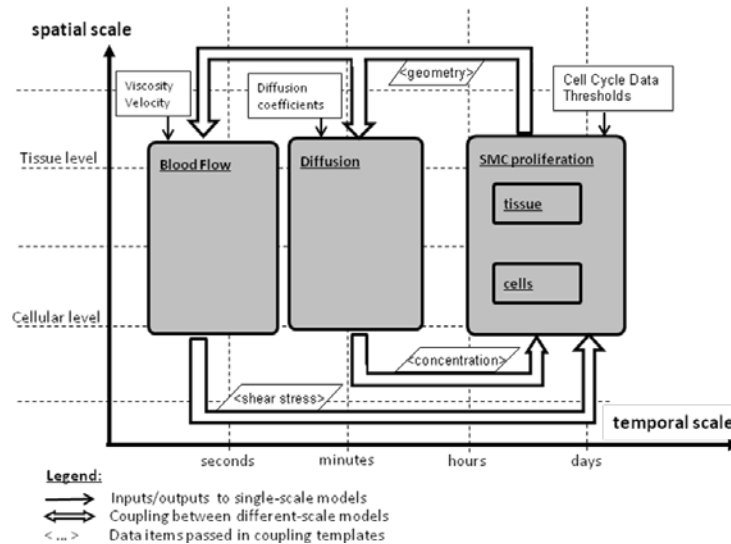 spatial scale
<geometry>
Viscosity
Velocity
Diffusion
coefficients
Cell Cycle Data
Thresholds
Tissue level
Blood Flow
Diffusion
SMC proliferation
tissue
cells
Cellular level
<concentration>
<shear stress>
temporal scale
seconds
minutes
hours
days
Legend:
Inputs/outputs to single-scale models
Coupling between different-scale models
< ... > Data items passed in coupling templates